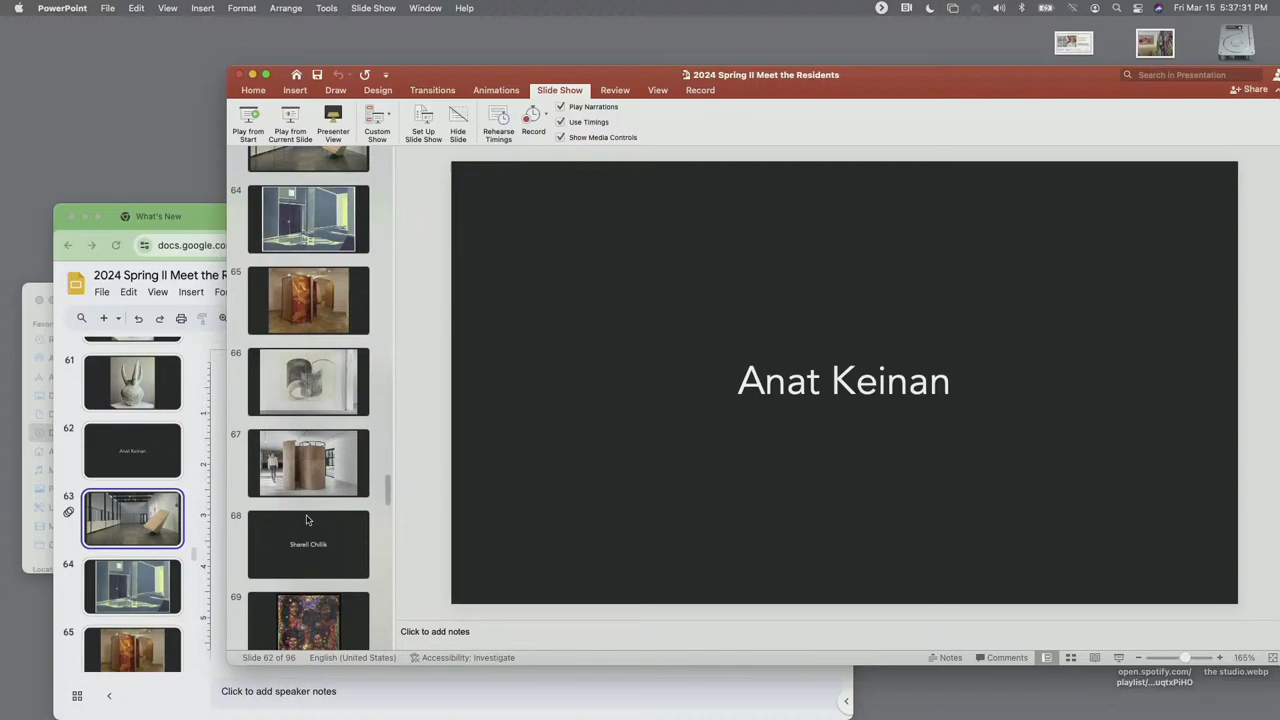 PowerPoint File Edit View Insert Format Arrange Tools Slide Show Window Help
Fri Mar 15 5:37:31 PM
2024 Spring II Meet the Residents
Search in Presentation
Home Insert Draw Design Transitions Animations Slide Show Review View Record
Share
Play from Start
Play from Current Slide
Presenter View
Custom Show
Set Up Slide Show
Hide Slide
Rehearse Timings
Record
Play Narrations
Use Timings
Show Media Controls
64
65
66
67
68
Sherell Chillik
69
Anat Keinan
Click to add notes
Slide 62 of 96
English (United States)
Accessibility: Investigate
Notes
Comments
165%
What's New
docs.google.co
2024 Spring II Meet the R
File Edit View Insert Fo
61
62
Anat Keinan
63
64
65
Click to add speaker notes
Favo
Locat
open.spotify.com/
playlist/...uqtxPiHO
the studio.webp